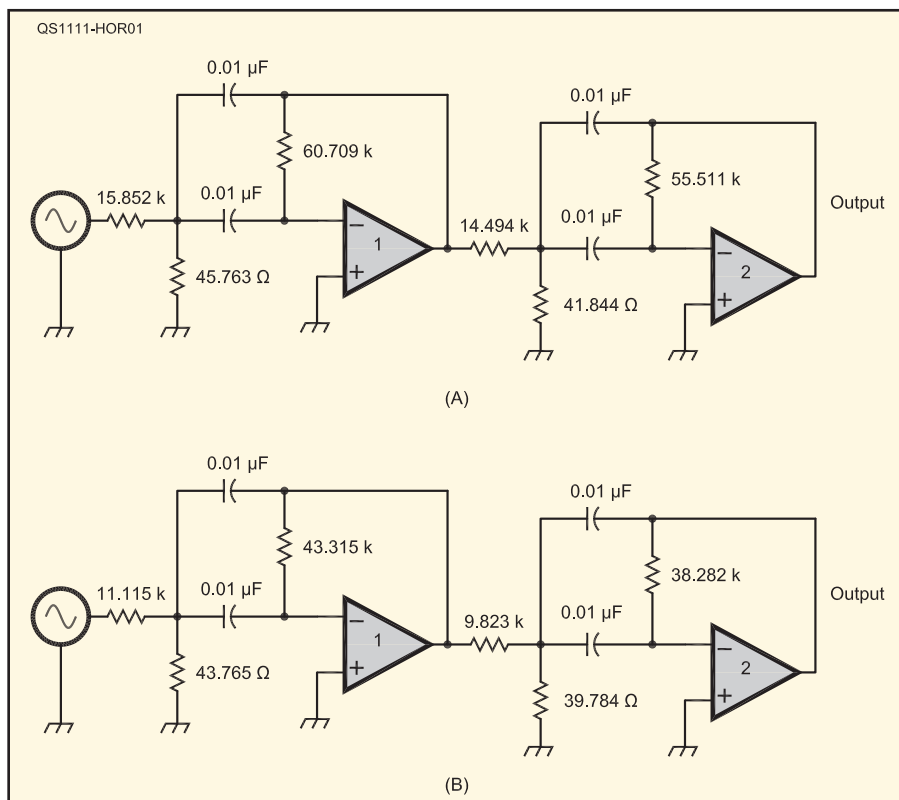 QS1111-HOR01
0.01 µF
0.01 µF
60.709 k
55.511 k
15.852 k
0.01 µF
0.01 µF
Output
−
1
+
14.494 k
−
2
+
45.763 Ω
41.844 Ω
(A)
0.01 µF
0.01 µF
43.315 k
38.282 k
11.115 k
0.01 µF
0.01 µF
Output
−
1
+
9.823 k
−
2
+
43.765 Ω
39.784 Ω
(B)